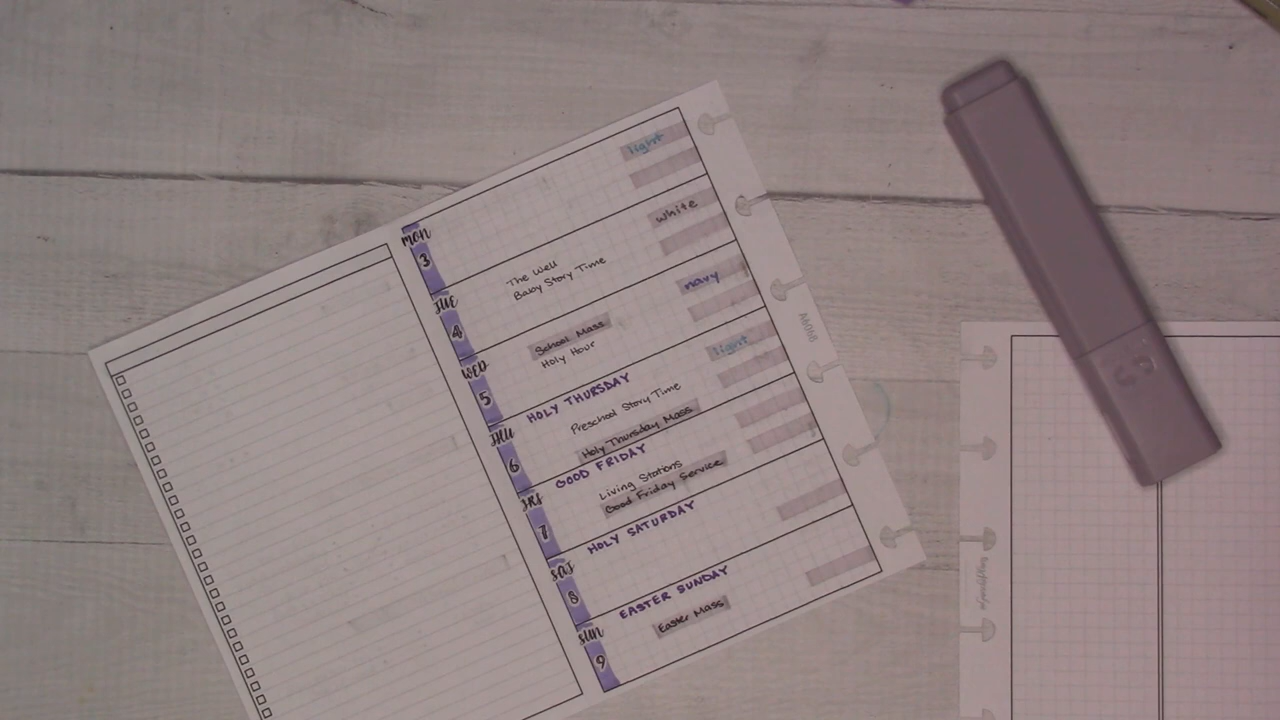 light
MON
3
white
TUE
4
The Well
Baby Story Time
navy
WED
5
School Mass
Holy Hour
light
THU
6
HOLY THURSDAY
Preschool Story Time
Holy Thursday Mass
FRI
7
GOOD FRIDAY
Living Stations
Good Friday Service
SAT
8
HOLY SATURDAY
SUN
9
EASTER SUNDAY
Easter Mass